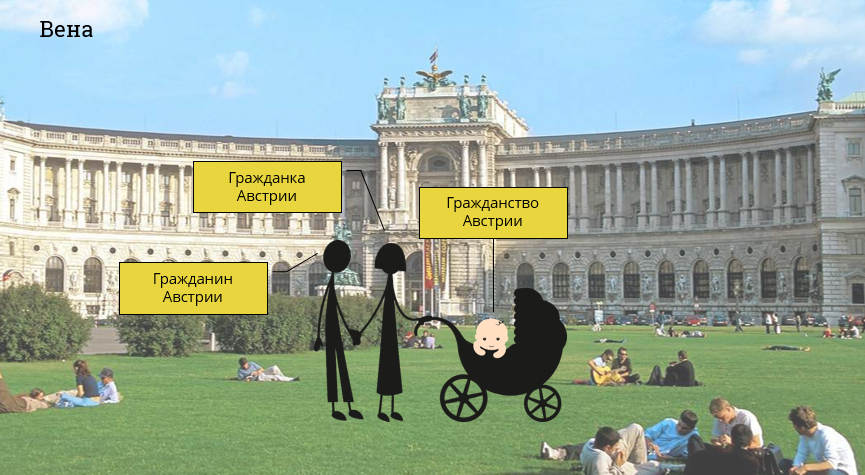 Вена
Гражданка
Австрии
Гражданство
Австрии
Гражданин
Австрии